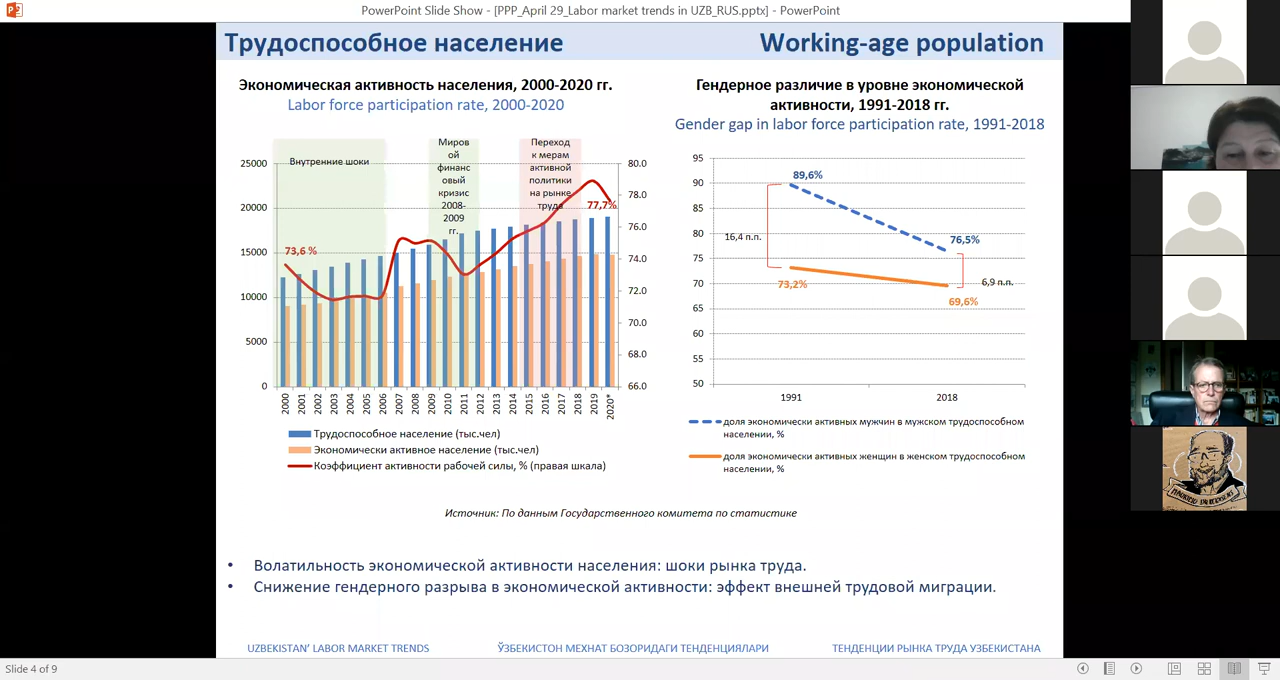 PowerPoint Slide Show - [PPP_April 29_Labor market trends in UZB_RUS.pptx] - PowerPoint
Трудоспособное население
Working-age population
Экономическая активность населения, 2000-2020 гг.
Labor force participation rate, 2000-2020
Внутренние шоки
Миров
ой
финанс
овый
кризис
2008-
2009
гг.
Переход
к мерам
активной
политики
на рынке
труда
25000
20000
15000
10000
5000
0
80.0
78.0
76.0
74.0
72.0
70.0
68.0
66.0
73,6 %
77,7%
2000
2001
2002
2003
2004
2005
2006
2007
2008
2009
2010
2011
2012
2013
2014
2015
2016
2017
2018
2019
2020*
Трудоспособное население (тыс.чел)
Экономически активное население (тыс.чел)
Коэффициент активности рабочей силы, % (правая шкала)
Гендерное различие в уровне экономической
активности, 1991-2018 гг.
Gender gap in labor force participation rate, 1991-2018
95
90
85
80
75
70
65
60
55
50
89,6%
76,5%
16,4 п.п.
73,2%
6,9 п.п.
69,6%
1991
2018
доля экономически активных мужчин в мужском трудоспособном
населении, %
доля экономически активных женщин в женском трудоспособном
населении, %
Источник: По данным Государственного комитета по статистике
• Волатильность экономической активности населения: шоки рынка труда.
• Снижение гендерного разрыва в экономической активности: эффект внешней трудовой миграции.
UZBEKISTAN' LABOR MARKET TRENDS
ЎЗБЕКИСТОН МЕХНАТ БОЗОРИДАГИ ТЕНДЕНЦИЯЛАРИ
ТЕНДЕНЦИИ РЫНКА ТРУДА УЗБЕКИСТАНА
Slide 4 of 9